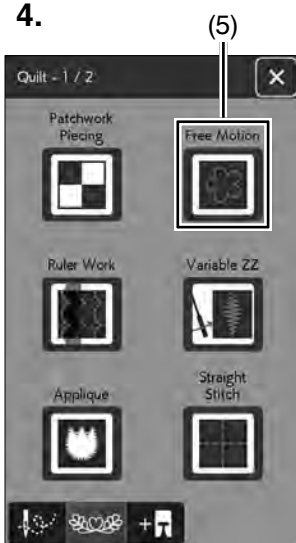 4.
(5)
Quilt - 1 / 2
Patchwork
Piecing
Free Motion
Ruler Work
Variable ZZ
Applique
Straight
Stitch